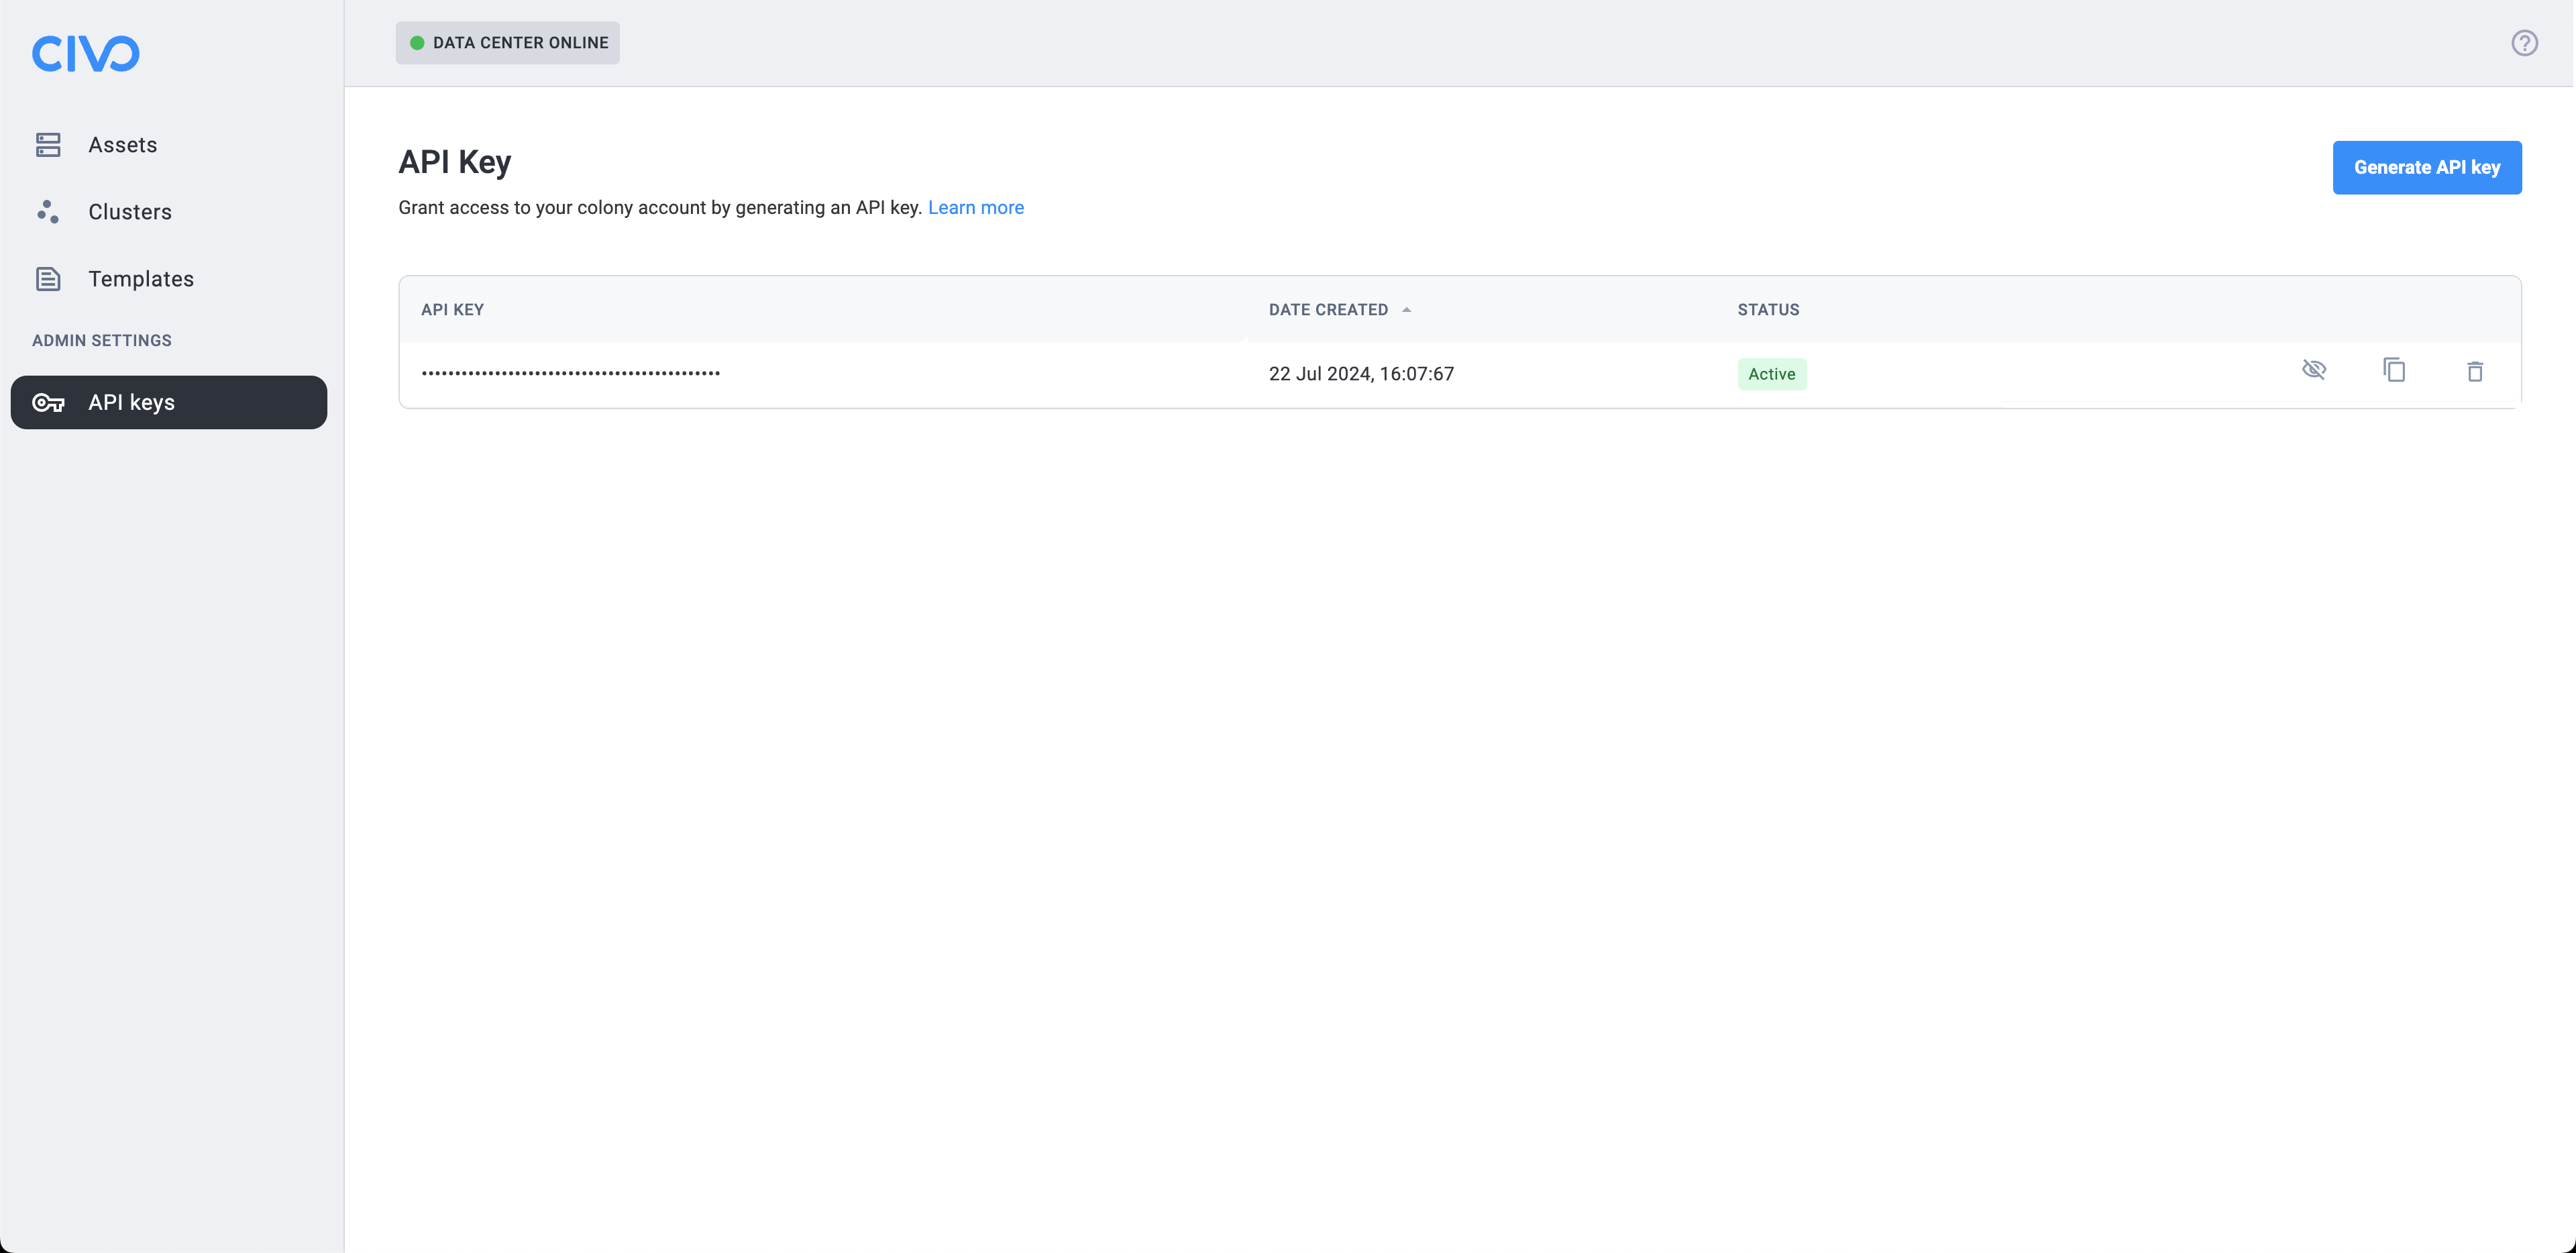 CIVO
DATA CENTER ONLINE
Assets
Clusters
Templates
ADMIN SETTINGS
API keys
API Key
Generate API key
Grant access to your colony account by generating an API key. Learn more
API KEY DATE CREATED STATUS
•••••••••••••••••••••••••••••••••••••••••••••• 22 Jul 2024, 16:07:67 Active